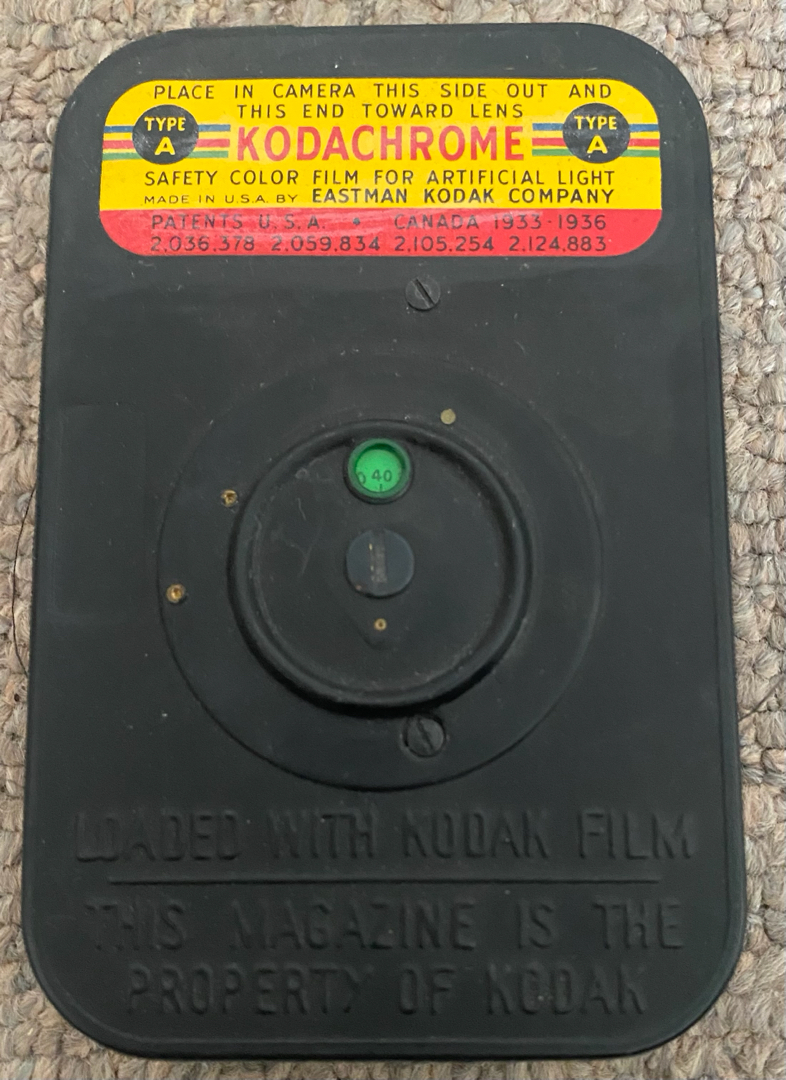 PLACE IN CAMERA THIS SIDE OUT AND
THIS END TOWARD LENS
TYPE A
KODACHROME
TYPE A
SAFETY COLOR FILM FOR ARTIFICIAL LIGHT
MADE IN U.S.A. BY EASTMAN KODAK COMPANY
PATENTS U.S.A. • CANADA 1933-1936
2,036,378 2,059,834 2,105,254 2,124,883
0 40
LOADED WITH KODAK FILM
THIS MAGAZINE IS THE
PROPERTY OF KODAK